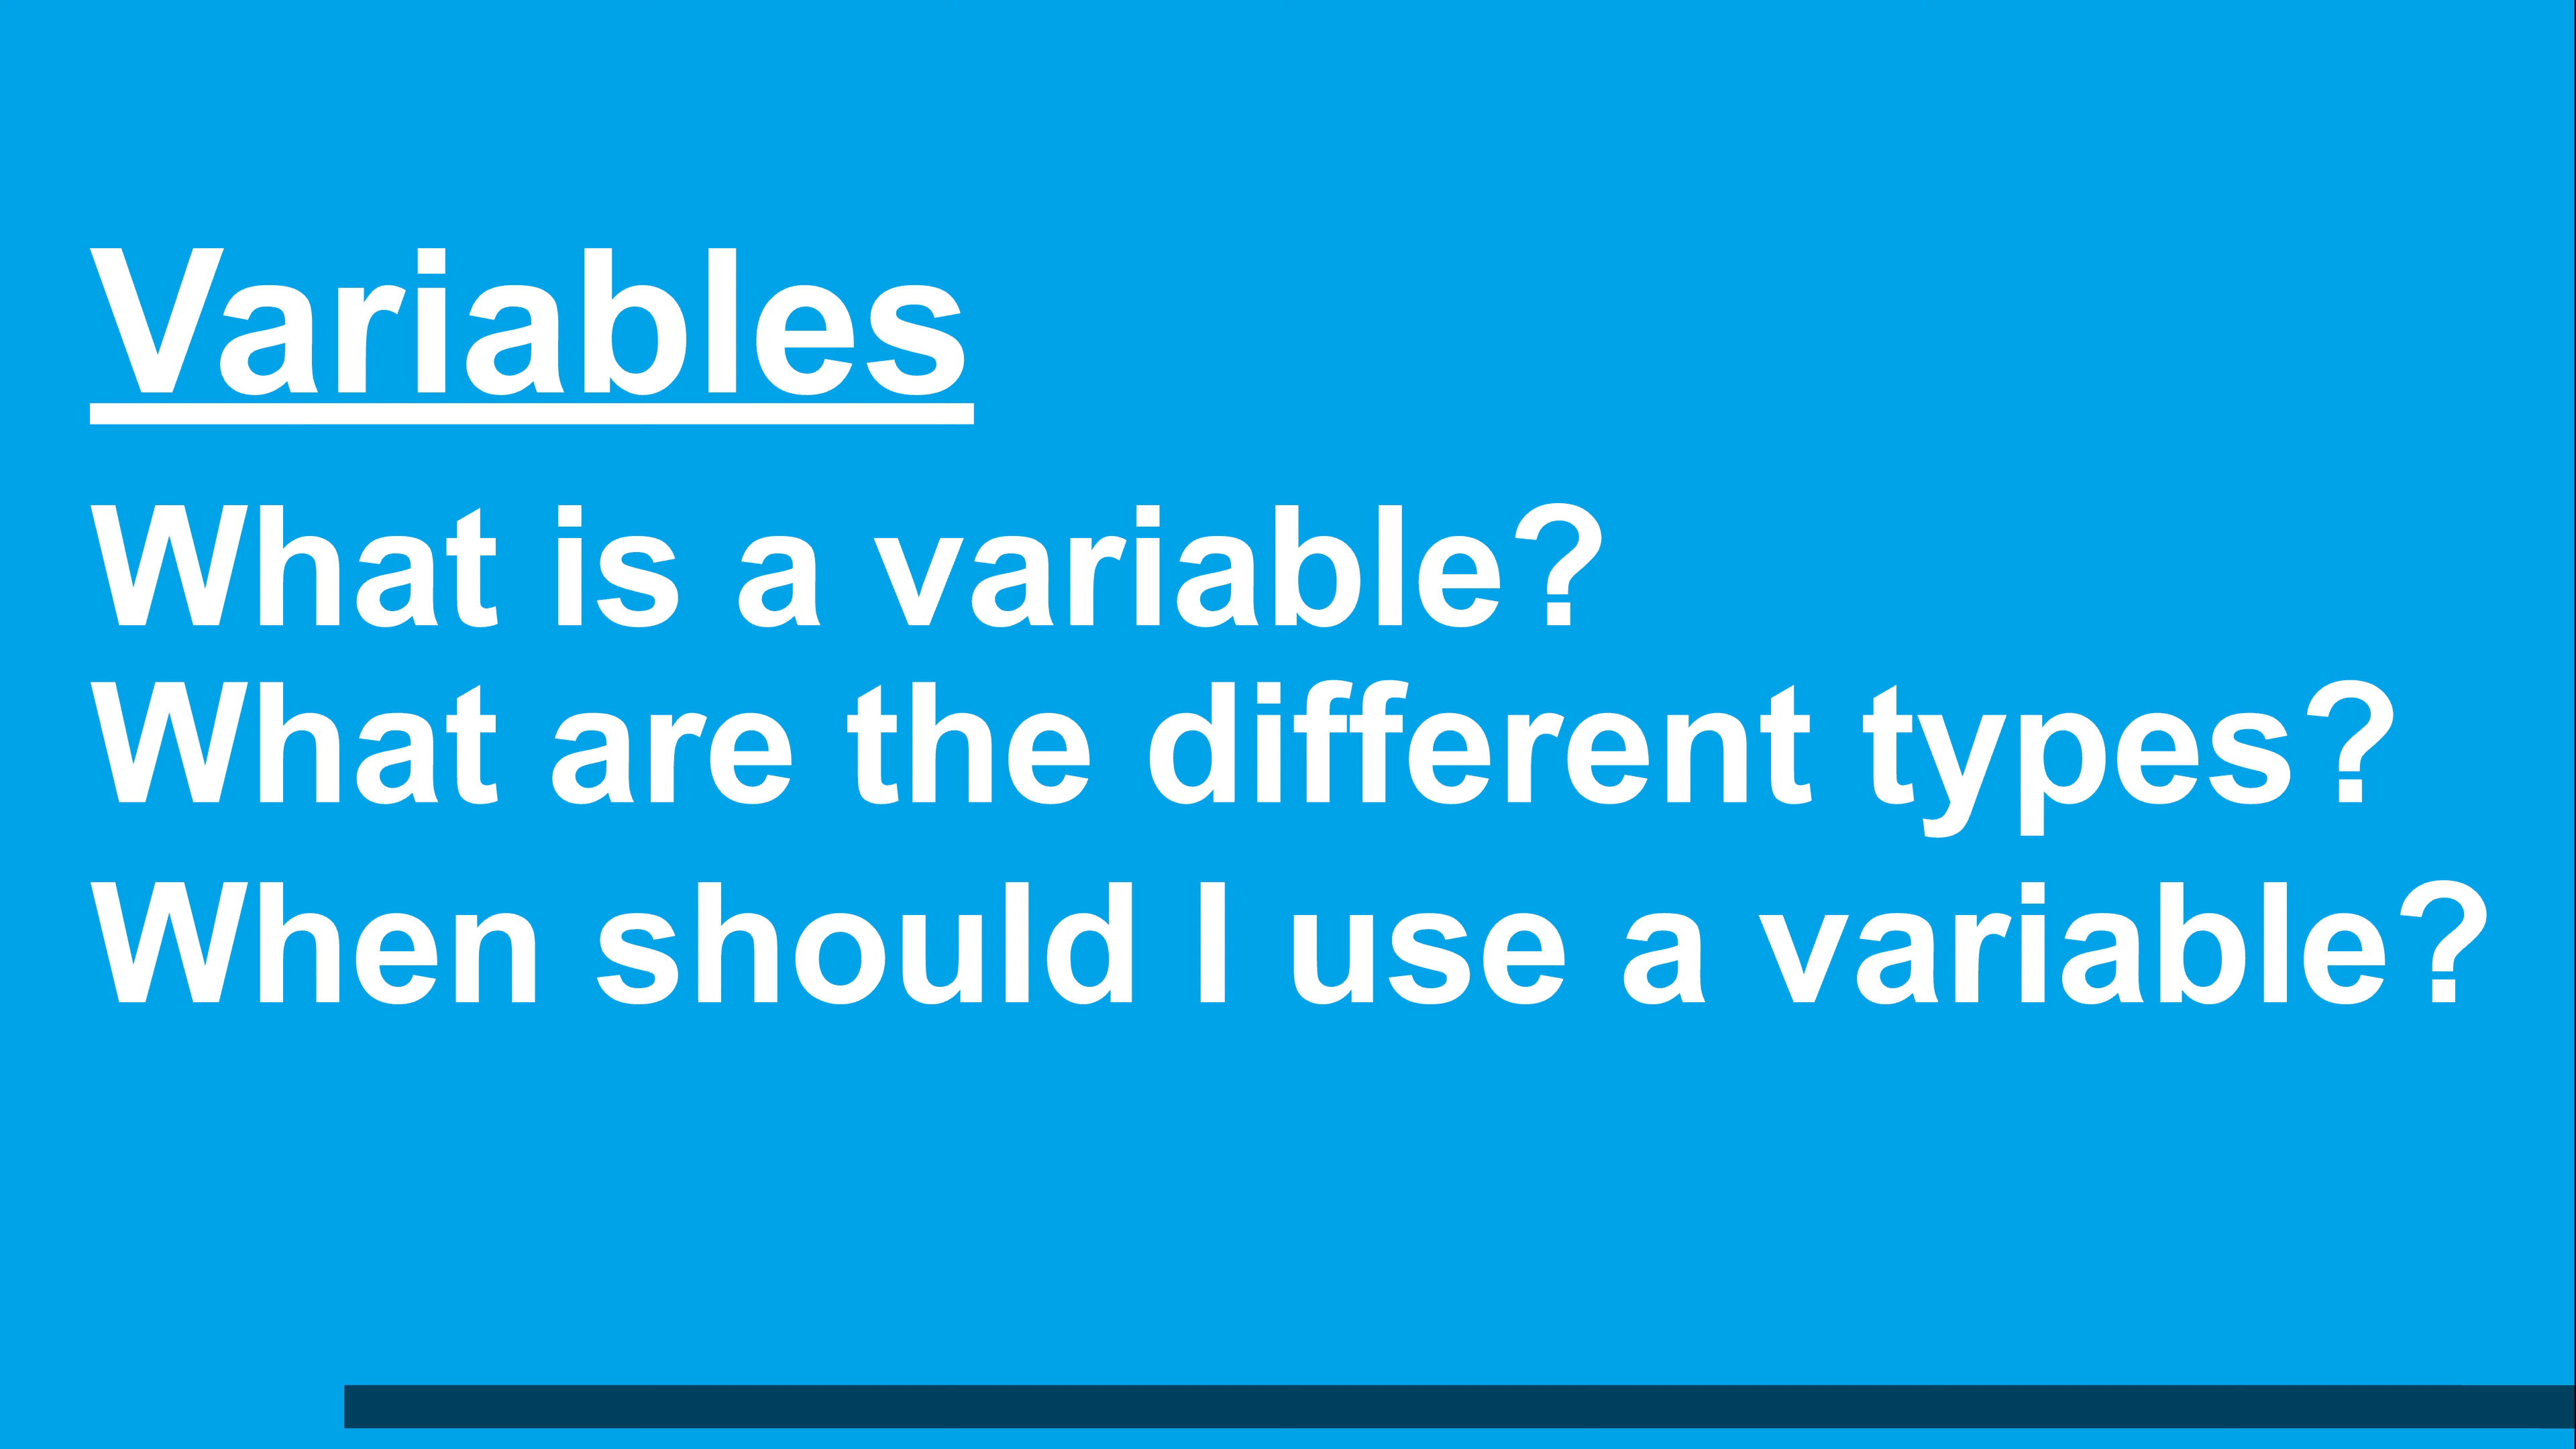 Variables
What is a variable?
What are the different types?
When should I use a variable?